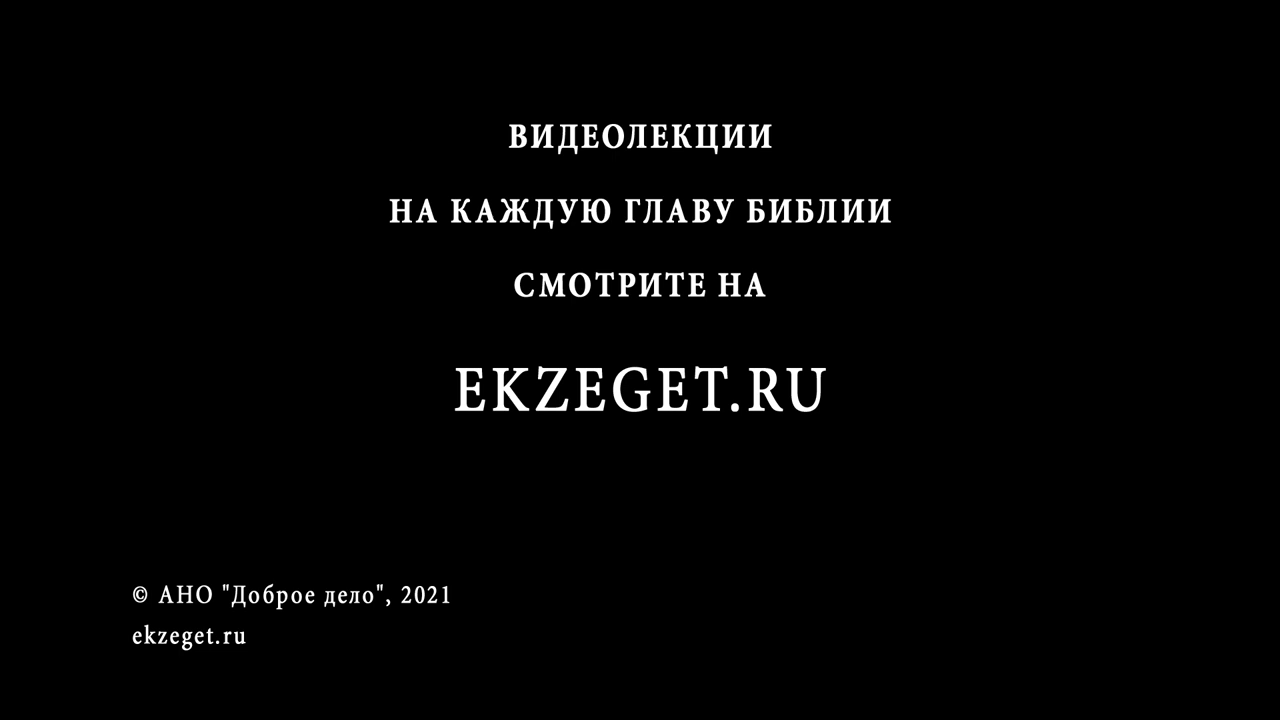 ВИДЕОЛЕКЦИИ
НА КАЖДУЮ ГЛАВУ БИБЛИИ
СМОТРИТЕ НА
EKZEGET.RU
© АНО "Доброе дело", 2021
ekzeget.ru